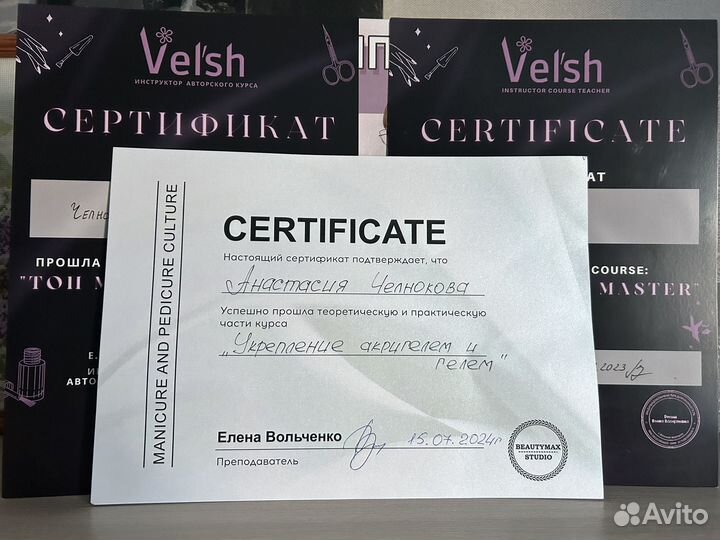 Vel'sh
ИНСТРУКТОР АВТОРСКОГО КУРСА
СЕРТИФИКАТ
ПРОШЛА
"ТОП
Vel'sh
INSTRUCTOR COURSE TEACHER
CERTIFICATE
COURSE:
MASTER"
2023
MANICURE AND PEDICURE CULTURE
CERTIFICATE
Настоящий сертификат подтверждает, что
Анастасия Челнокова
Успешно прошла теоретическую и практическую
части курса
„Укрепление акригелем и
гелем"
Елена Вольченко
15.07.2024г
Преподаватель
BEAUTYMAX
STUDIO
Avito